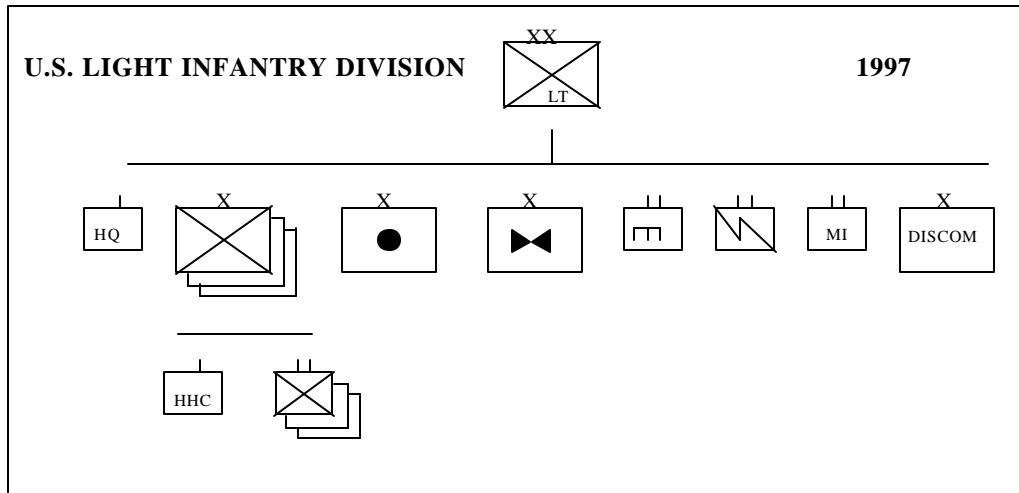 XX
U.S. LIGHT INFANTRY DIVISION 1997
LT
X X X X
HQ MI DISCOM
HHC